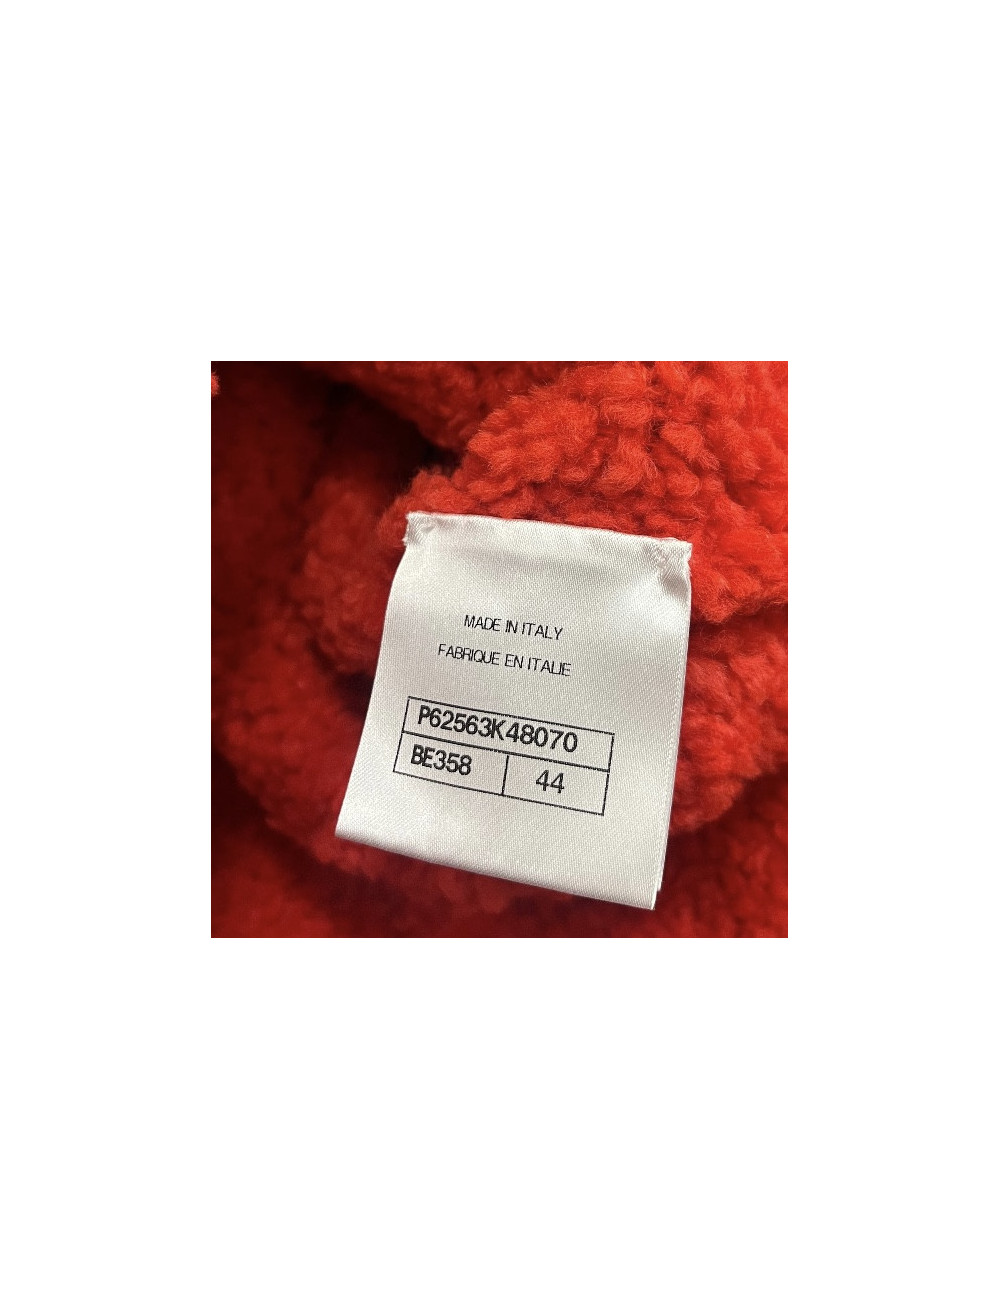 MADE IN ITALY
FABRIQUE EN ITALIE
P62563K48070
BE358 44